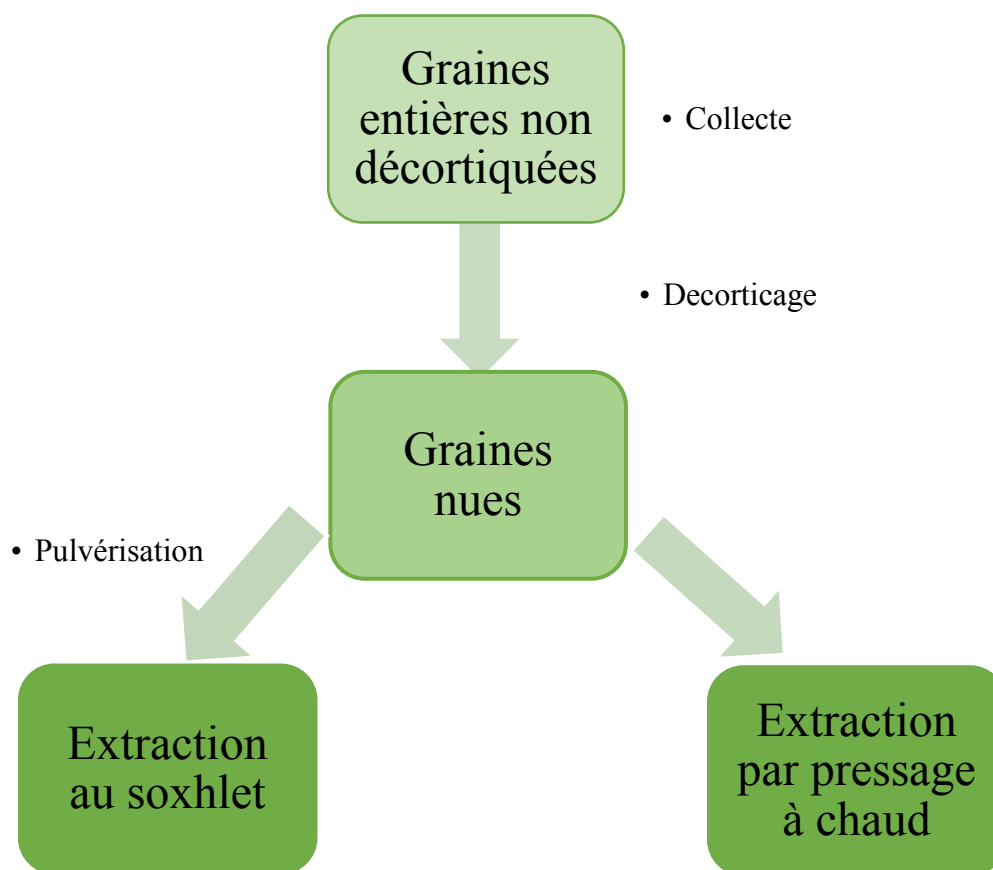 Graines
entières non
décortiquées
• Collecte
• Decorticage
Graines
nues
• Pulvérisation
Extraction
au soxhlet
Extraction
par pressage
à chaud